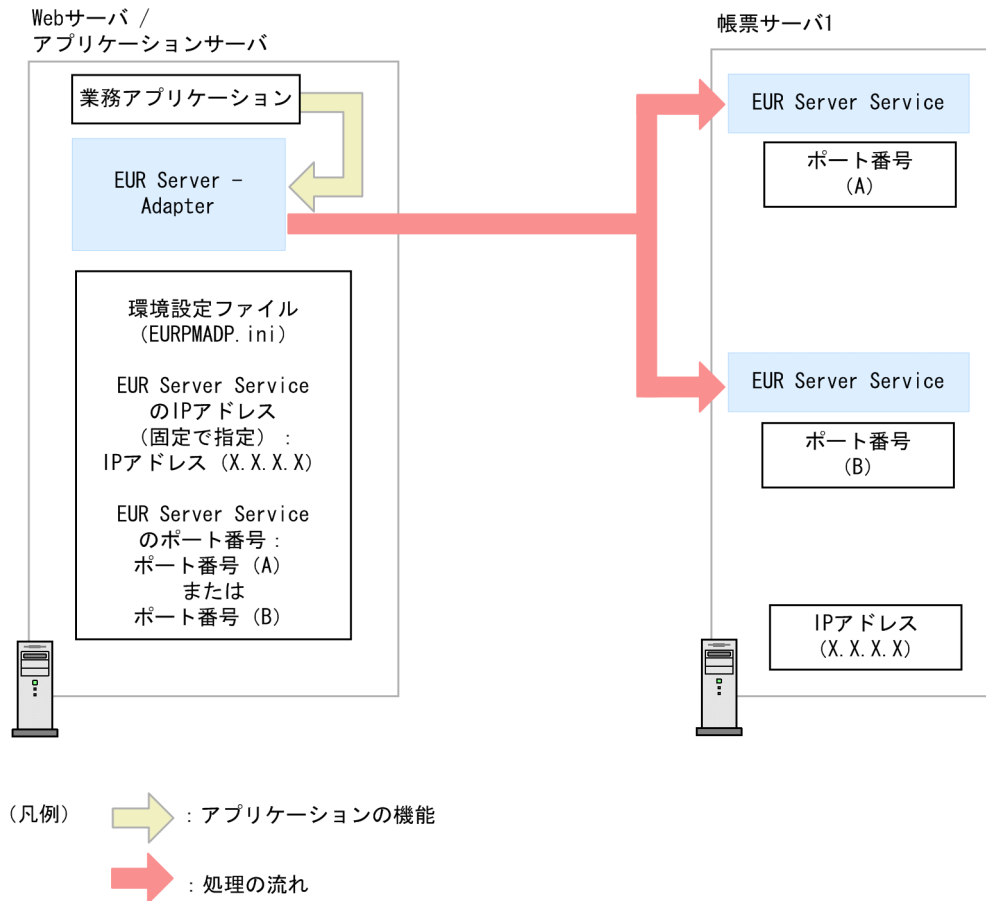 Webサーバ /
アプリケーションサーバ
業務アプリケーション
EUR Server －
Adapter
環境設定ファイル
（EURPMADP.ini）
EUR Server Service
のIPアドレス
（固定で指定）：
IPアドレス（X.X.X.X）
EUR Server Service
のポート番号：
ポート番号（A）
または
ポート番号（B）
帳票サーバ1
EUR Server Service
ポート番号
（A）
EUR Server Service
ポート番号
（B）
IPアドレス
（X.X.X.X）
（凡例）
：アプリケーションの機能
：処理の流れ